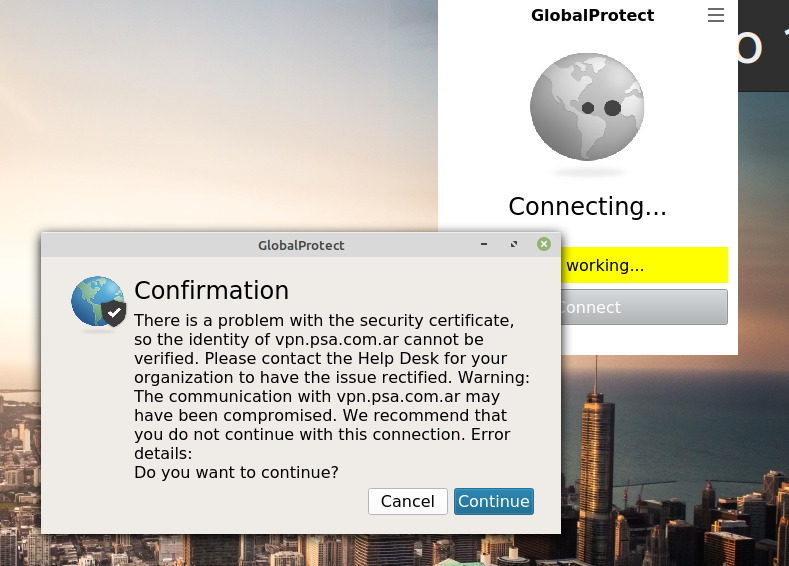 GlobalProtect
Connecting...
working...
Connect
GlobalProtect
Confirmation
There is a problem with the security certificate,
so the identity of vpn.psa.com.ar cannot be
verified. Please contact the Help Desk for your
organization to have the issue rectified. Warning:
The communication with vpn.psa.com.ar may
have been compromised. We recommend that
you do not continue with this connection. Error
details:
Do you want to continue?
Cancel Continue